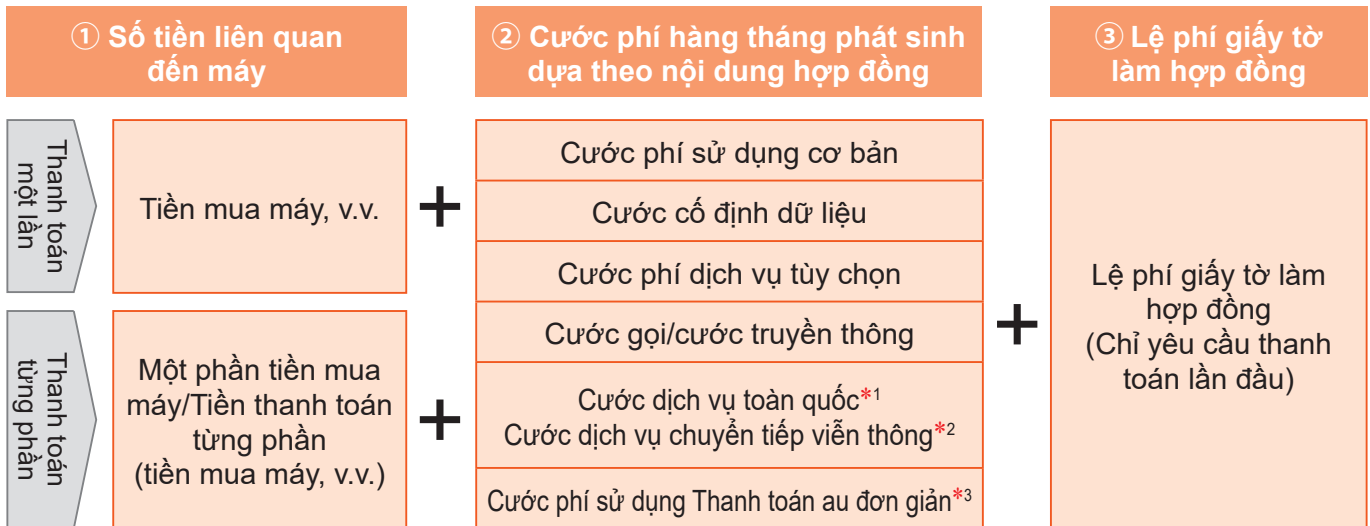 ① Số tiền liên quan
đến máy
② Cước phí hàng tháng phát sinh
dựa theo nội dung hợp đồng
③ Lệ phí giấy tờ
làm hợp đồng
Thanh toán
một lần
Tiền mua máy, v.v.
+
Cước phí sử dụng cơ bản
Cước cố định dữ liệu
Cước phí dịch vụ tùy chọn
Cước gọi/cước truyền thông
Thanh toán
từng phần
Một phần tiền mua
máy/Tiền thanh toán
từng phần
(tiền mua máy, v.v.)
+
Cước dịch vụ toàn quốc*1
Cước dịch vụ chuyển tiếp viễn thông*2
Cước phí sử dụng Thanh toán au đơn giản*3
+
Lệ phí giấy tờ làm
hợp đồng
(Chỉ yêu cầu thanh
toán lần đầu)